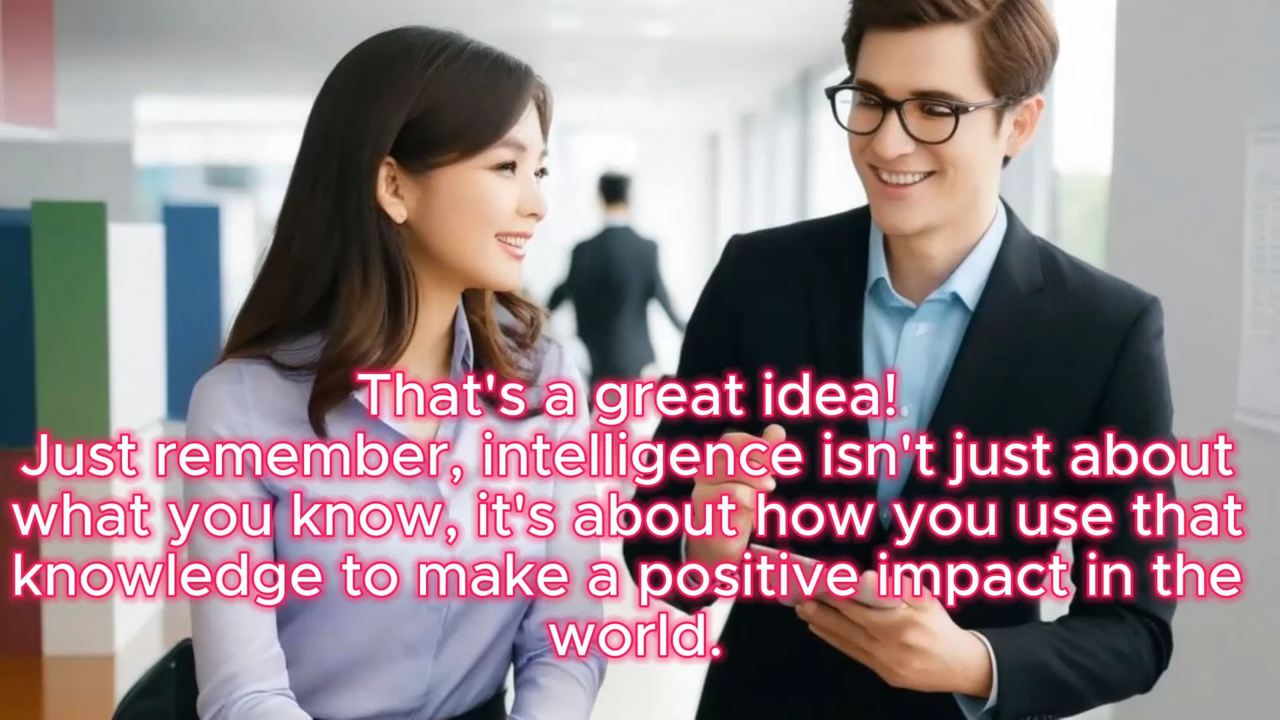 That's a great idea!
Just remember, intelligence isn't just about
what you know, it's about how you use that
knowledge to make a positive impact in the
world.